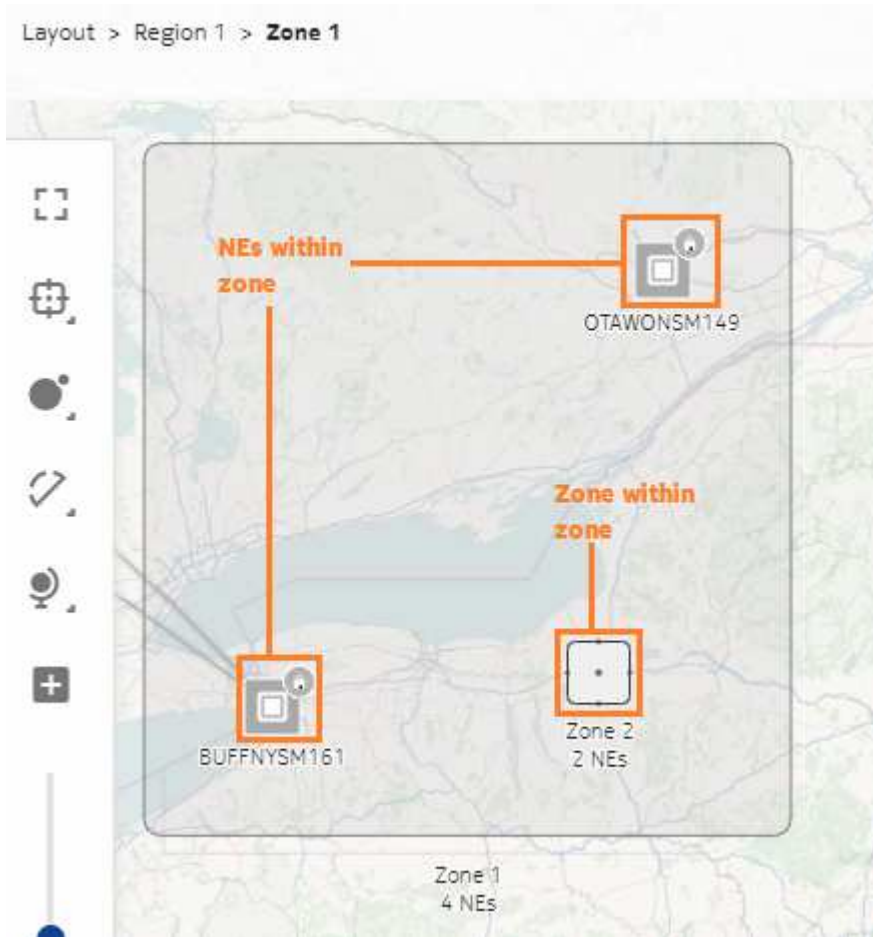 Layout > Region 1 > Zone 1
NEs within
zone
OTAWONSM149
Zone within
zone
BUFFNYSM161
Zone 2
2 NEs
Zone 1
4 NEs